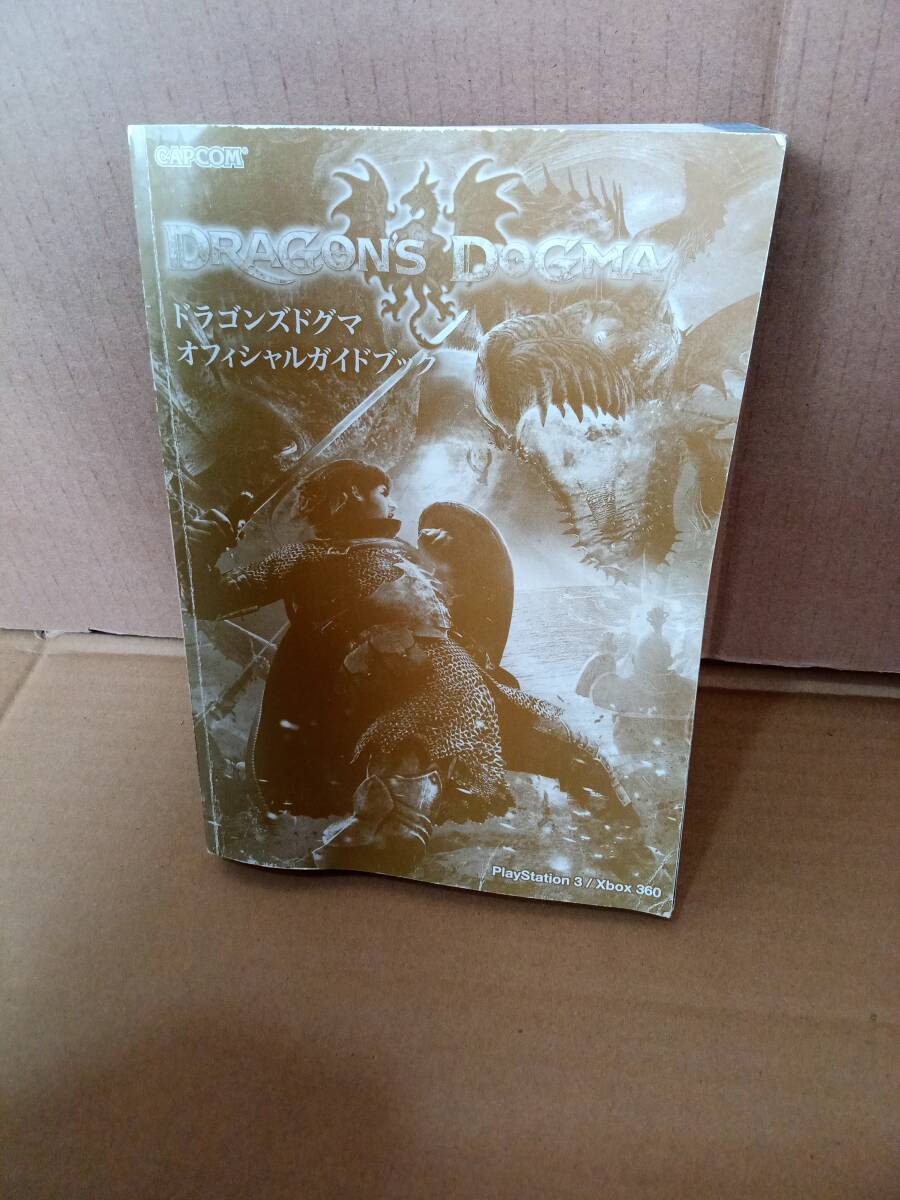 CAPCOM®
DRAGON'S DOGMA
ドラゴンズドグマ
オフィシャルガイドブック
PlayStation 3 / Xbox 360